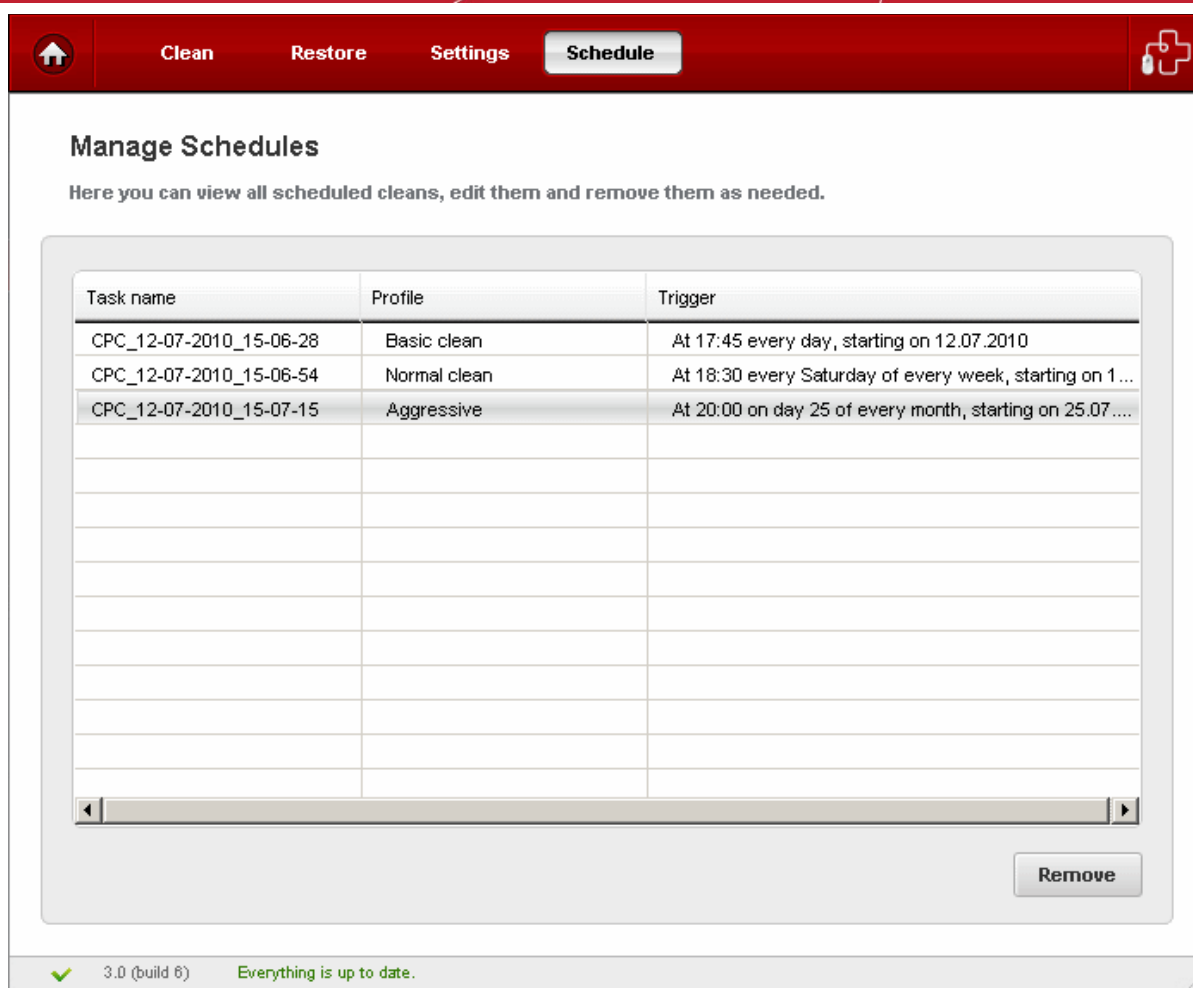 Clean Restore Settings Schedule
Manage Schedules
Here you can view all scheduled cleans, edit them and remove them as needed.
Task name Profile Trigger
CPC_12-07-2010_15-06-28 Basic clean At 17:45 every day, starting on 12.07.2010
CPC_12-07-2010_15-06-54 Normal clean At 18:30 every Saturday of every week, starting on 1...
CPC_12-07-2010_15-07-15 Aggressive At 20:00 on day 25 of every month, starting on 25.07....
Remove
3.0 (build 6) Everything is up to date.